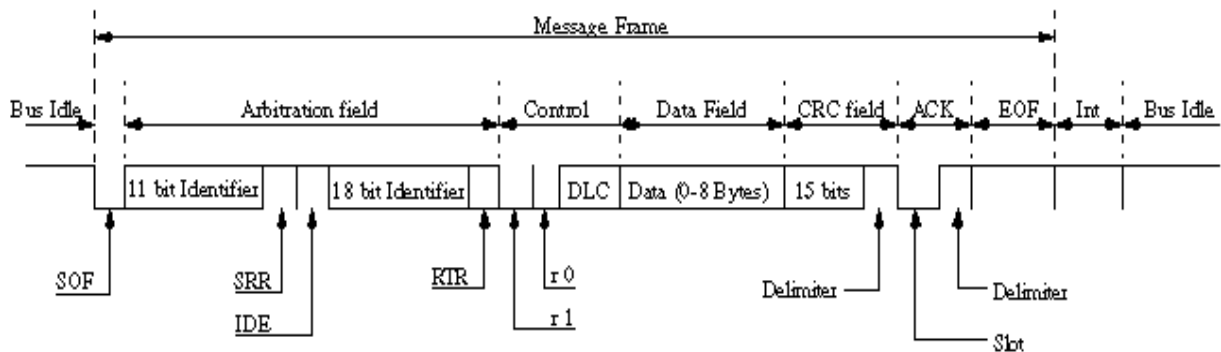 Message Frame
Bus Idle Arbitration field Control Data Field CRC field ACK EOF Int Bus Idle
11 bit Identifier 18 bit Identifier DLC Data (0-8 Bytes) 15 bits
SOF SRR RTR r 0 Delimiter Delimiter
IDE r 1
Slot